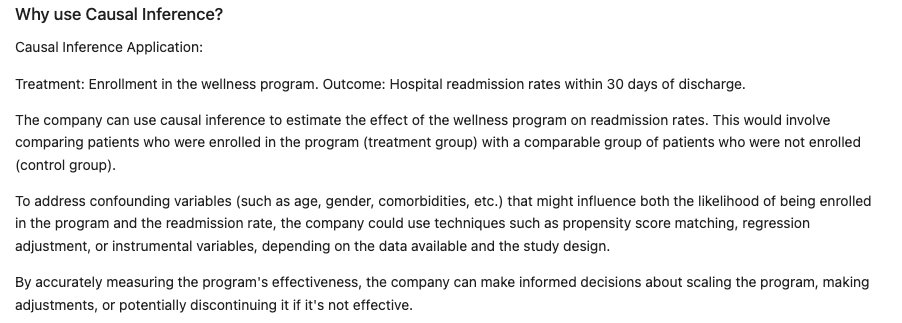 Why use Causal Inference?
Causal Inference Application:
Treatment: Enrollment in the wellness program. Outcome: Hospital readmission rates within 30 days of discharge.
The company can use causal inference to estimate the effect of the wellness program on readmission rates. This would involve
comparing patients who were enrolled in the program (treatment group) with a comparable group of patients who were not enrolled
(control group).
To address confounding variables (such as age, gender, comorbidities, etc.) that might influence both the likelihood of being enrolled
in the program and the readmission rate, the company could use techniques such as propensity score matching, regression
adjustment, or instrumental variables, depending on the data available and the study design.
By accurately measuring the program's effectiveness, the company can make informed decisions about scaling the program, making
adjustments, or potentially discontinuing it if it's not effective.